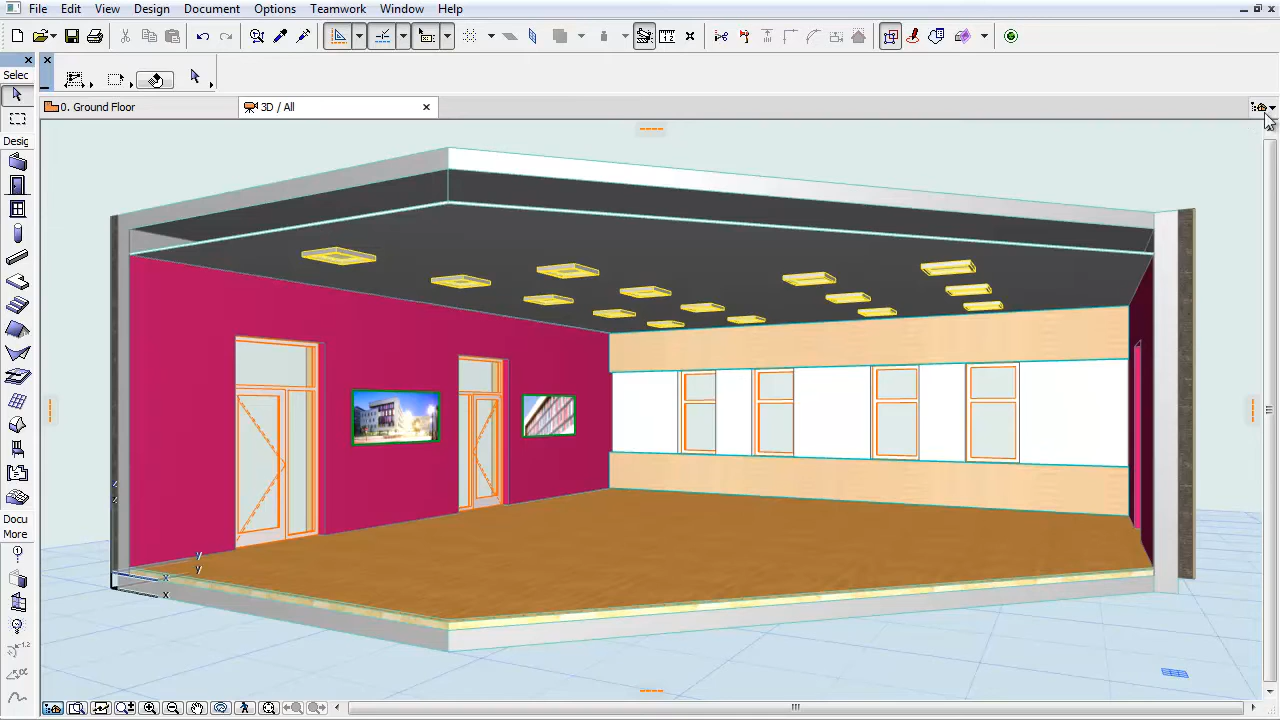 File Edit View Design Document Options Teamwork Window Help
Selec
0. Ground Floor
3D / All
Desig
y
x
y
x
Docu
More